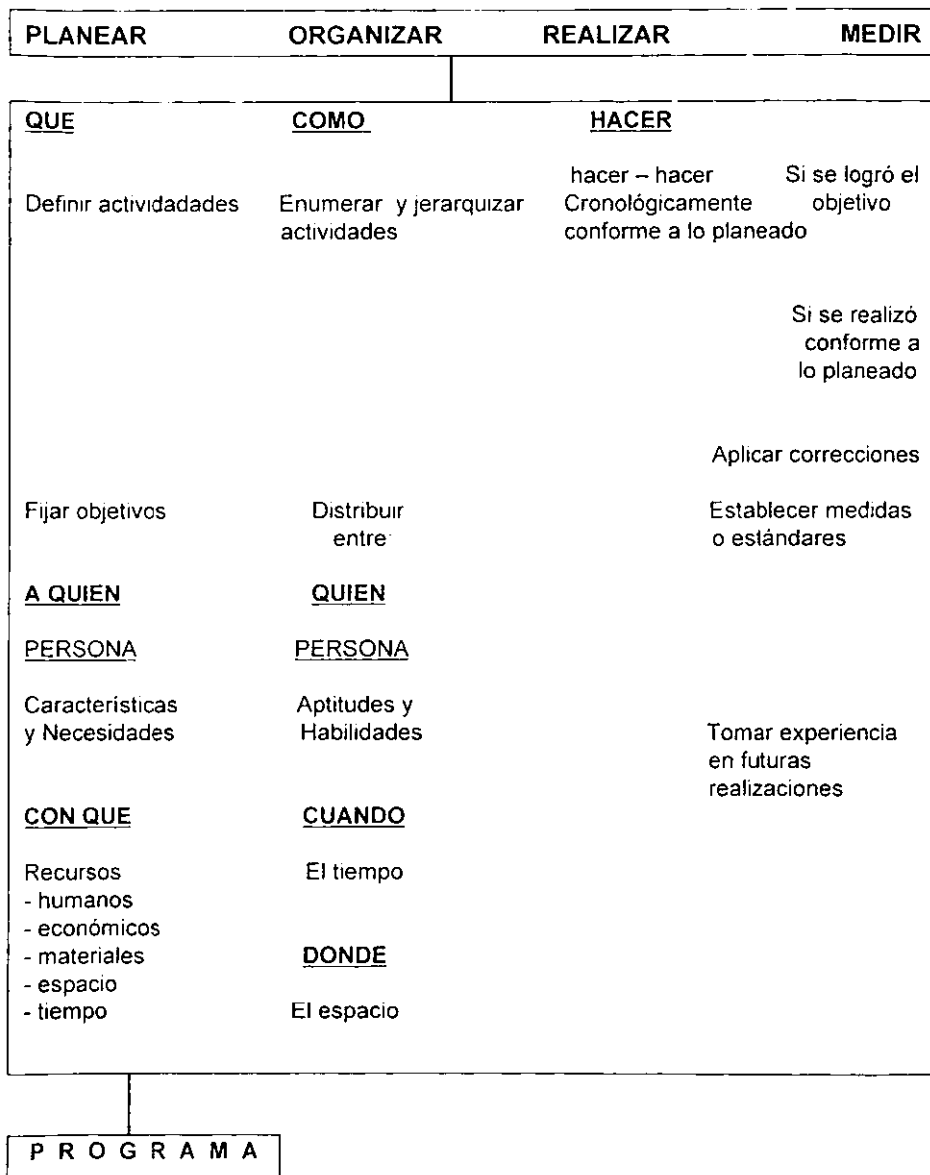 PLANEAR ORGANIZAR REALIZAR MEDIR
QUE COMO HACER
hacer – hacer Si se logró el
Definir actividadades Enumerar y jerarquizar Cronológicamente objetivo
actividades conforme a lo planeado
Si se realizó
conforme a
lo planeado
Aplicar correcciones
Fijar objetivos Distribuir Establecer medidas
entre: o estándares
A QUIEN QUIEN
PERSONA PERSONA
Características Aptitudes y
y Necesidades Habilidades Tomar experiencia
en futuras
realizaciones
CON QUE CUANDO
Recursos El tiempo
- humanos
- económicos
- materiales DONDE
- espacio
- tiempo El espacio
P R O G R A M A